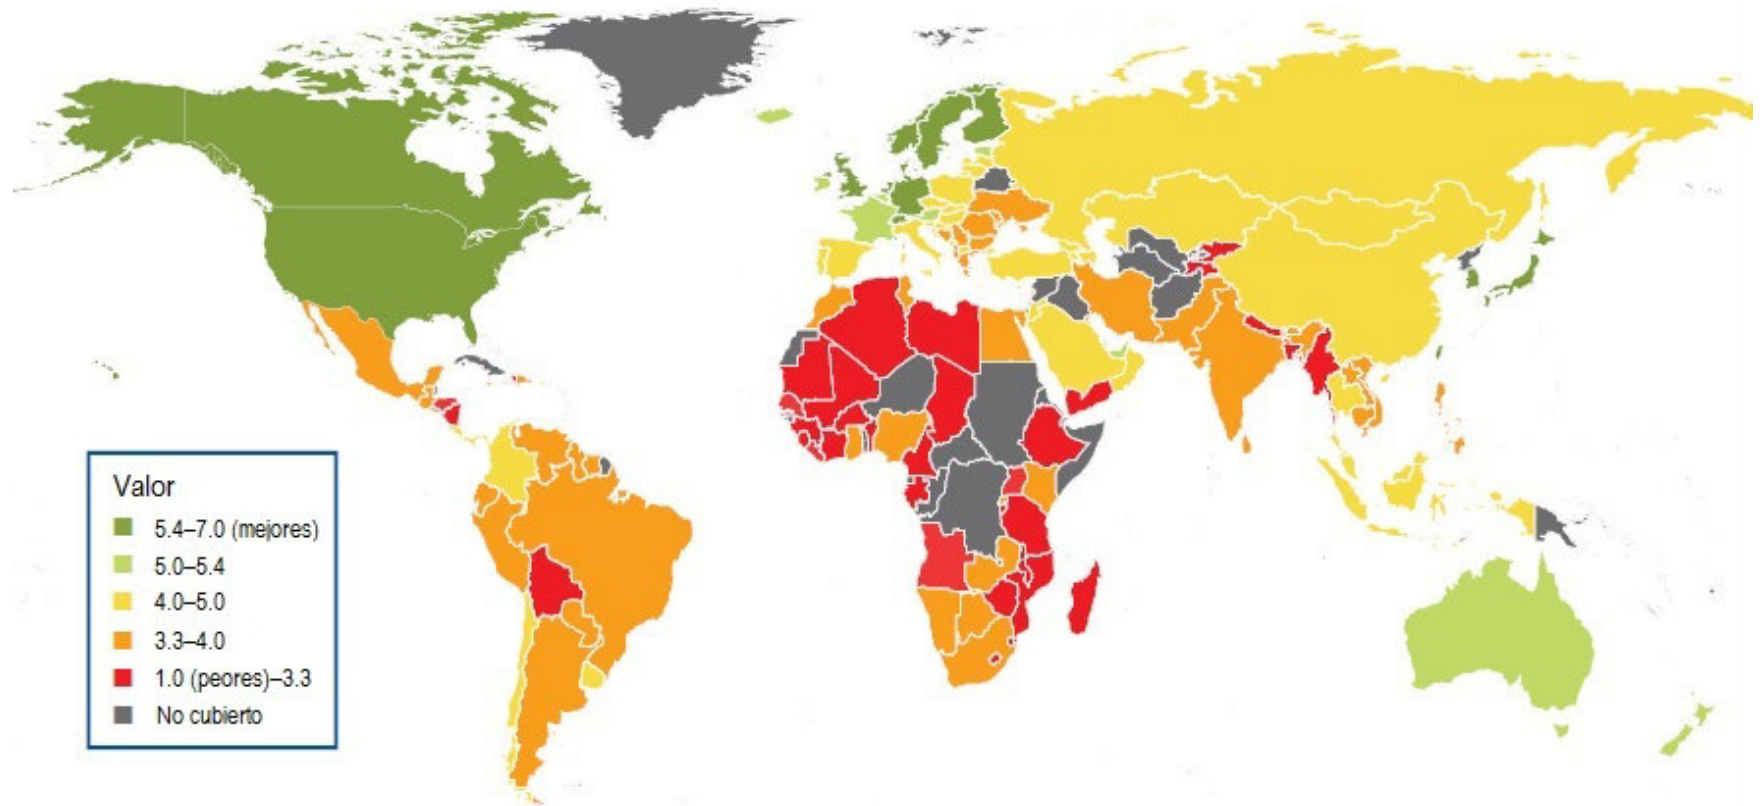 Valor
5.4–7.0 (mejores)
5.0–5.4
4.0–5.0
3.3–4.0
1.0 (peores)–3.3
No cubierto